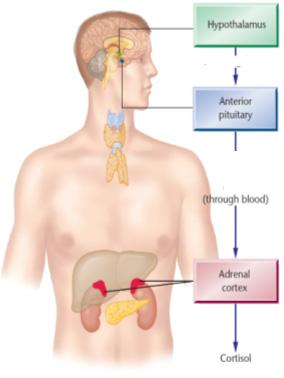 Hypothalamus
Anterior
pituitary
(through blood)
Adrenal
cortex
Cortisol